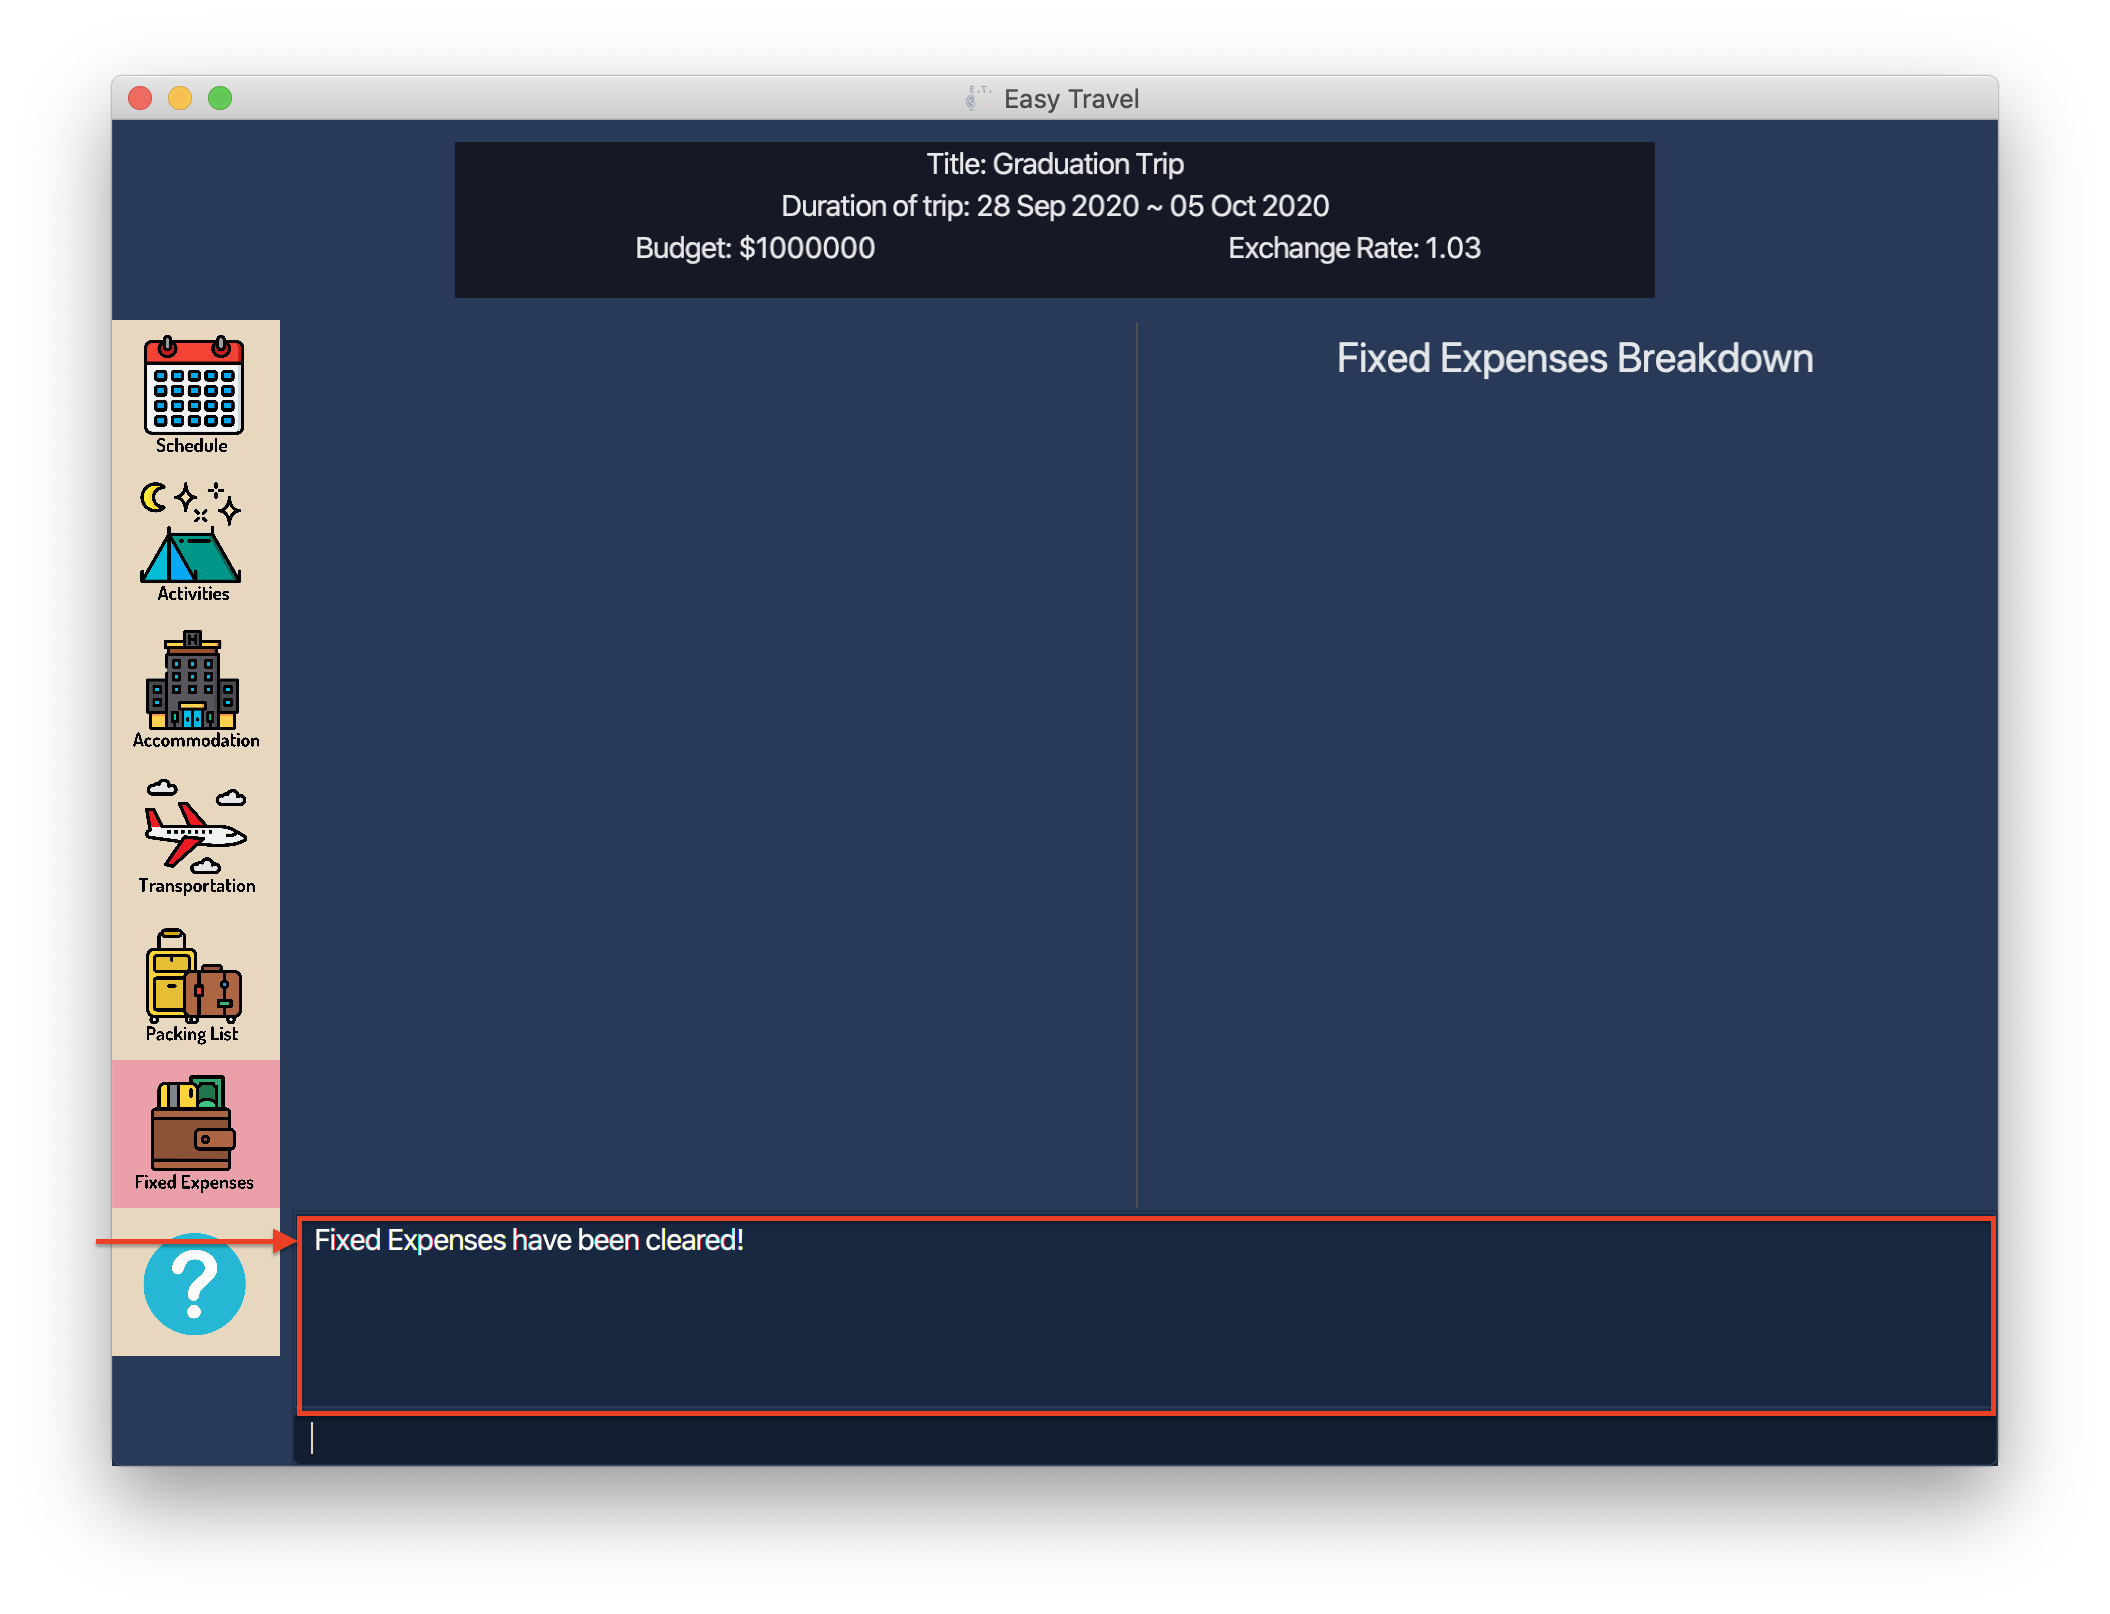 E.T.
Easy Travel
Title: Graduation Trip
Duration of trip: 28 Sep 2020 ~ 05 Oct 2020
Budget: $1000000
Exchange Rate: 1.03
Schedule
Activities
H
Accommodation
Transportation
Packing List
Fixed Expenses
?
Fixed Expenses Breakdown
Fixed Expenses have been cleared!